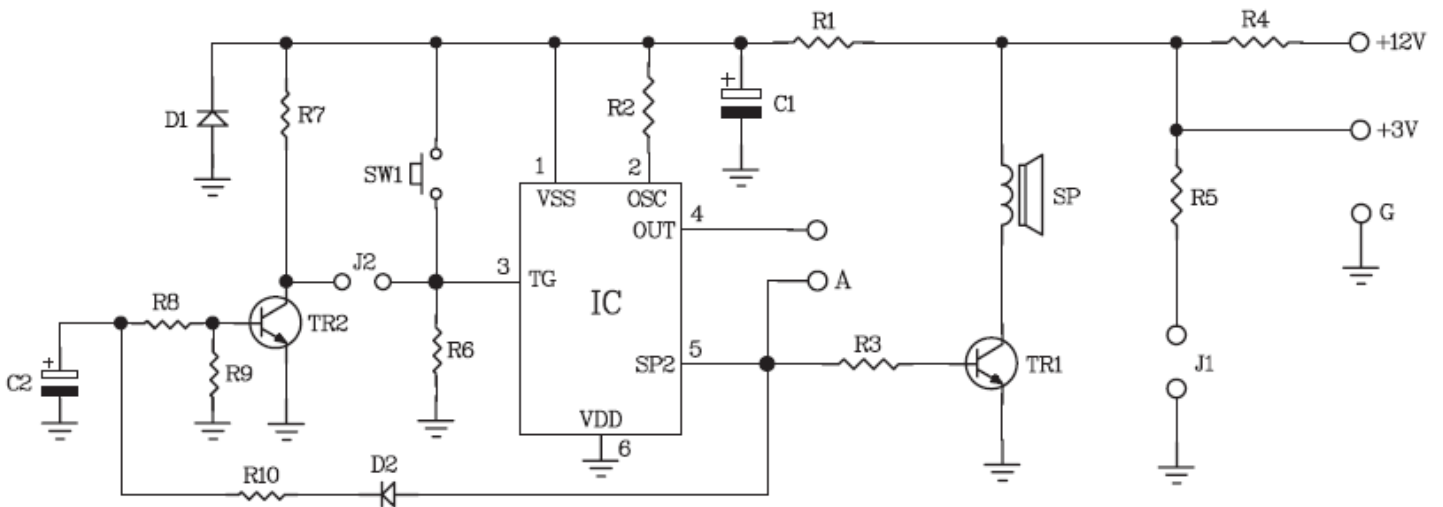 R1
R4
+12V
+
D1
R7
R2
C1
+3V
SW1
1
2
VSS
OSC
SP
R5
4
OUT
G
J2
3
TG
A
IC
R8
TR2
+
R6
R3
SP2
5
TR1
J1
C2
R9
VDD
6
R10
D2